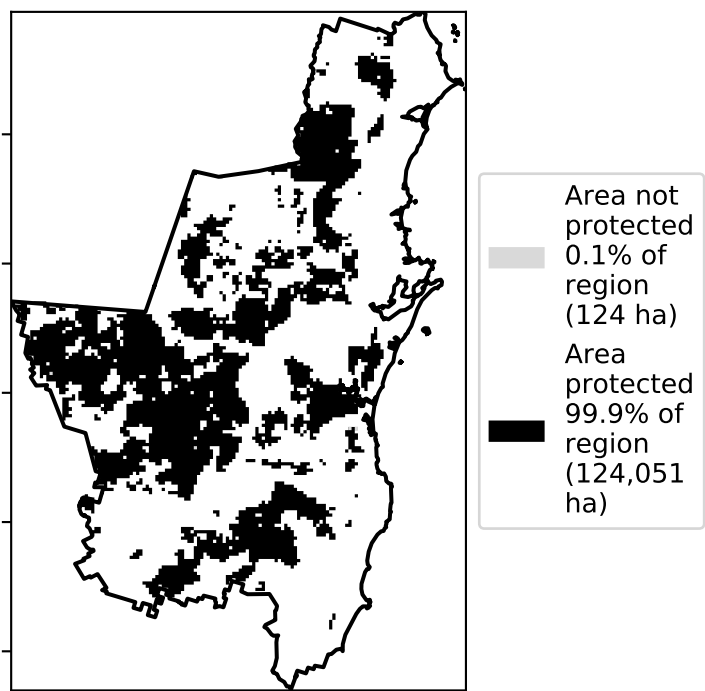 Area not
protected
0.1% of
region
(124 ha)
Area
protected
99.9% of
region
(124,051
ha)